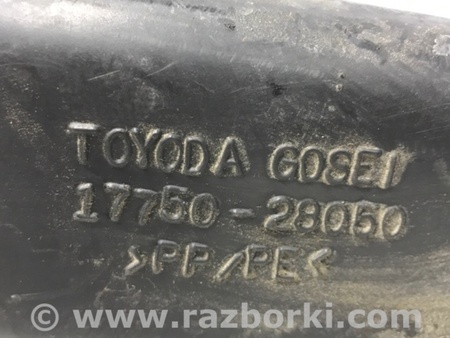 TOYODA GOSEI
17750-28050
>PP/PE<
© www.razborki.com